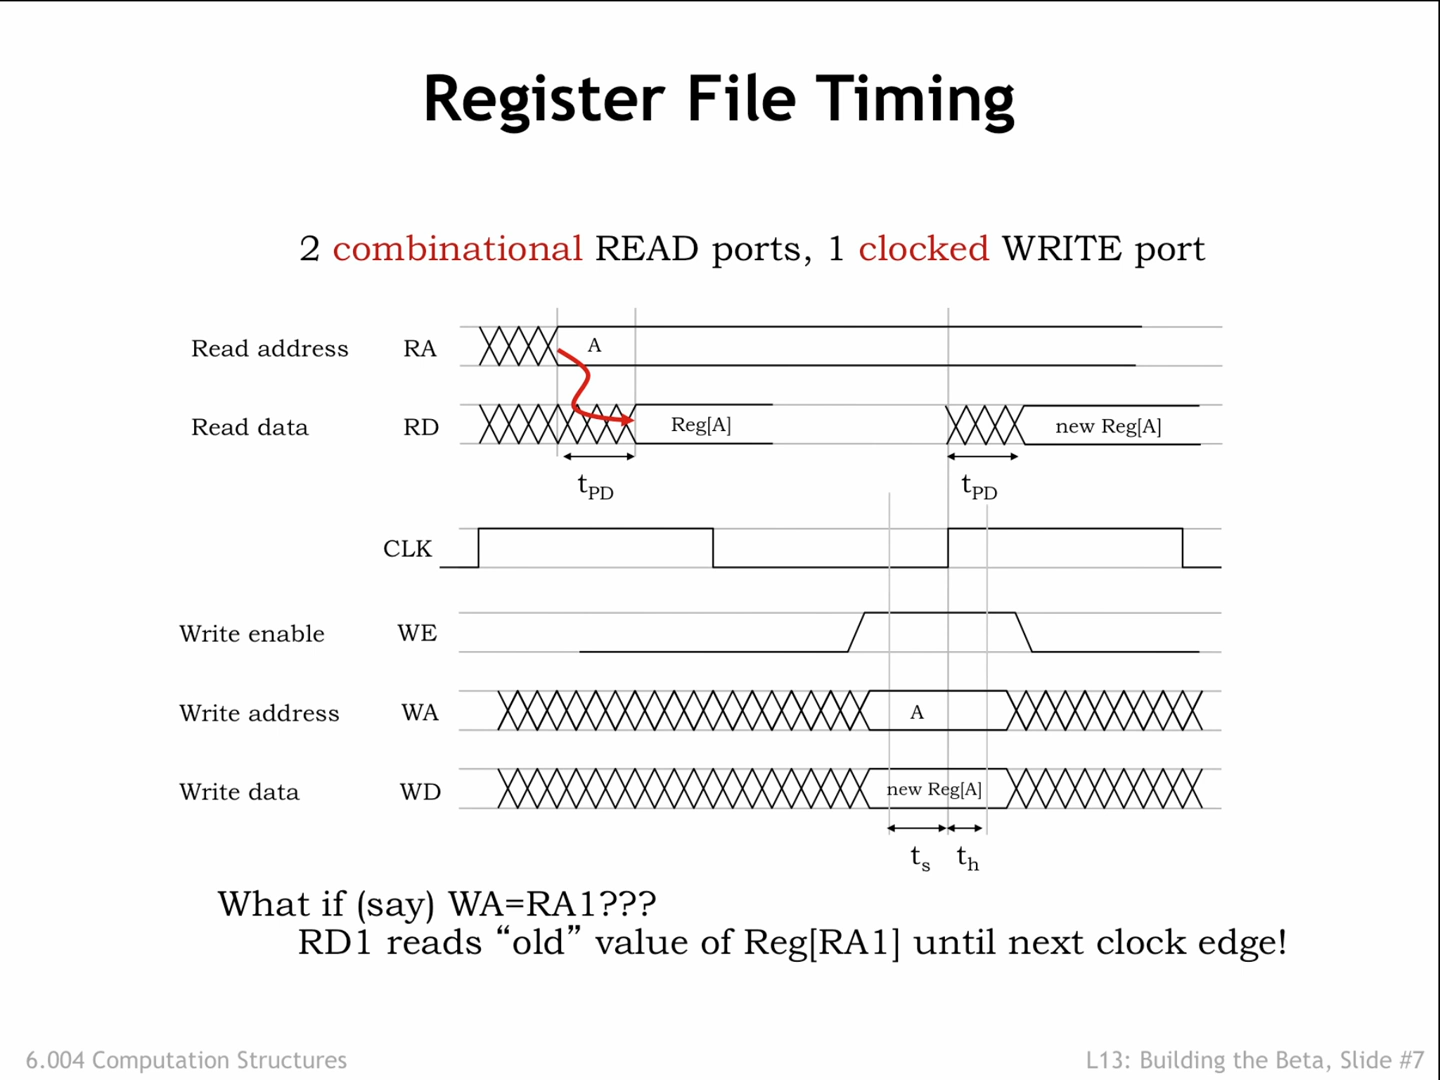 Register File Timing
2 combinational READ ports, 1 clocked WRITE port
Read address RA A
Read data RD Reg[A] new Reg[A]
tPD tPD
CLK
Write enable WE
Write address WA A
Write data WD new Reg[A]
ts th
What if (say) WA=RA1???
RD1 reads “old” value of Reg[RA1] until next clock edge!
6.004 Computation Structures L13: Building the Beta, Slide #7